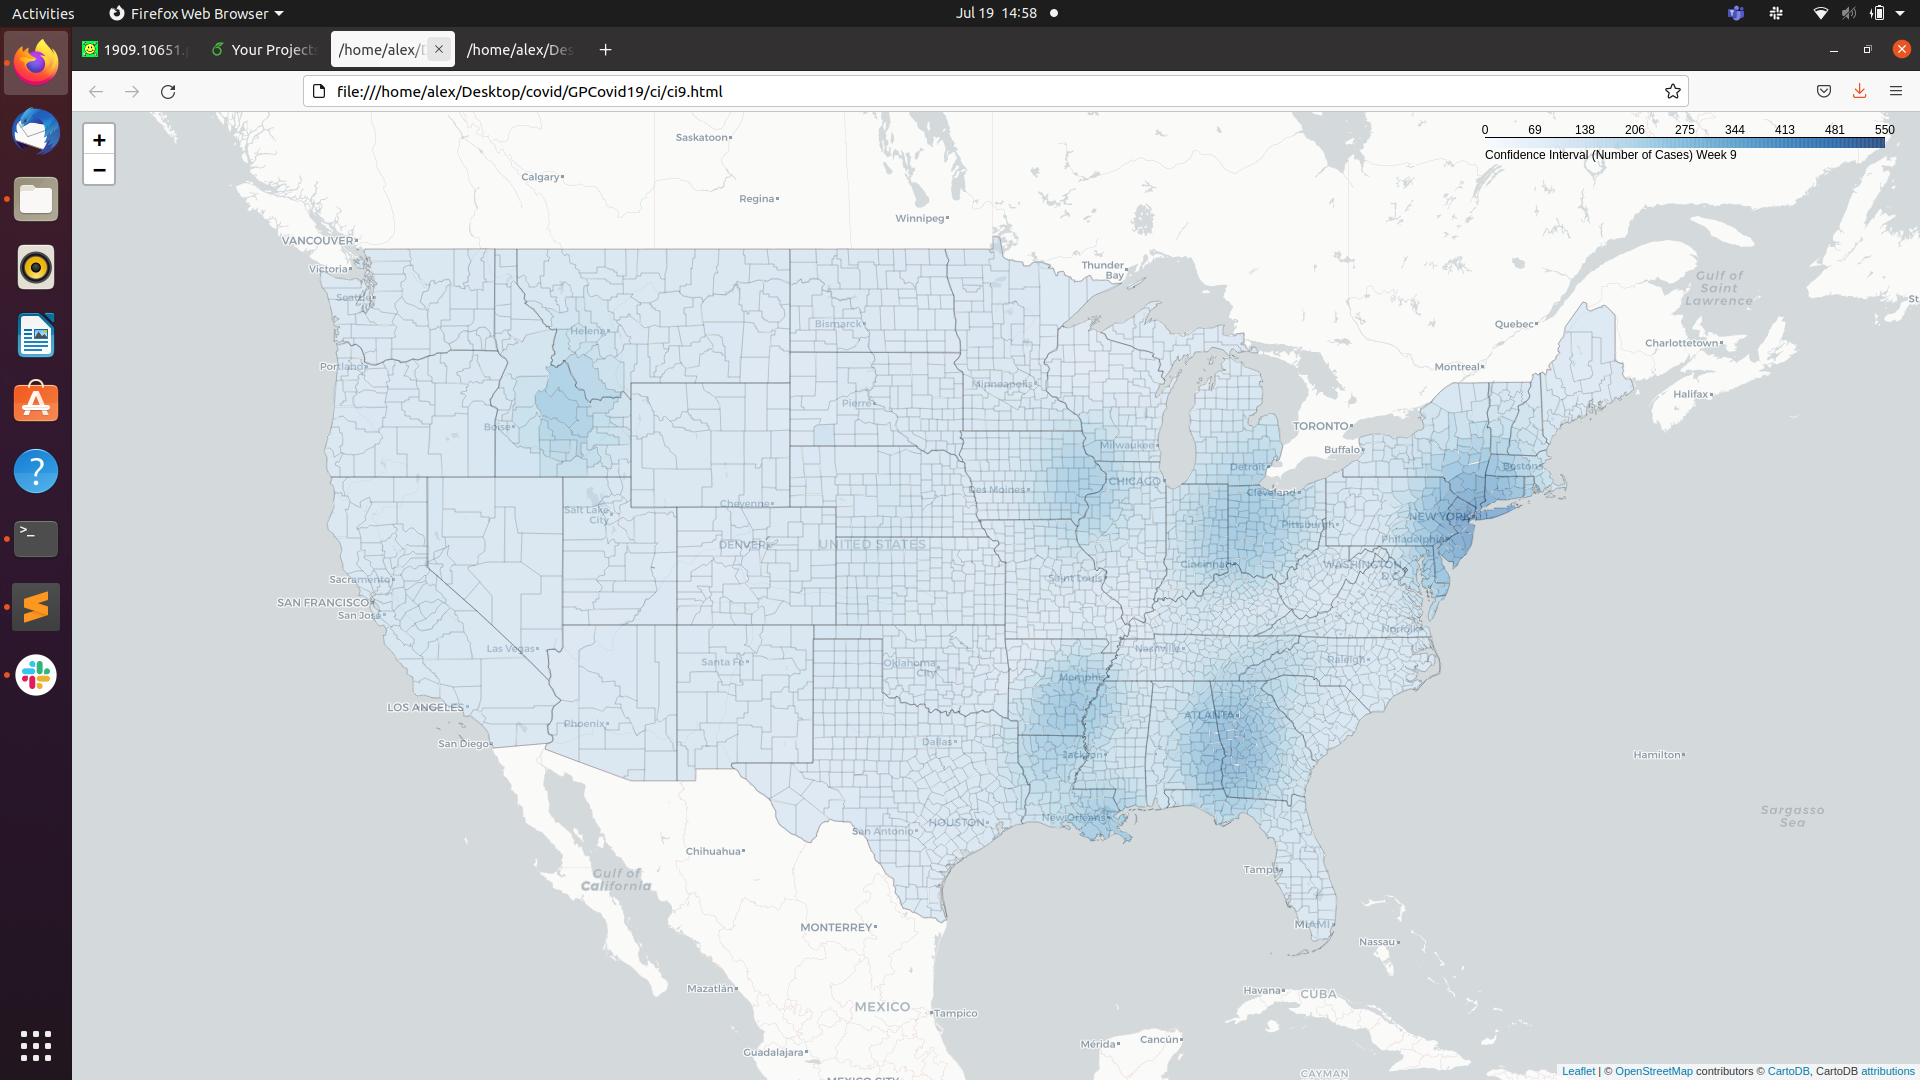 Activities
Firefox Web Browser
Jul 19 14:58
1909.10651.
Your Projects
/home/alex/D
/home/alex/Des
file:///home/alex/Desktop/covid/GPCovid19/ci/ci9.html
+
−
0 69 138 206 275 344 413 481 550
Confidence Interval (Number of Cases) Week 9
Saskatoon
Calgary
Regina
Winnipeg
VANCOUVER
Victoria
Seattle
Thunder
Bay
Gulf of
Saint
Lawrence
St
Helena
Bismarck
Quebec
Charlottetown
Portland
Montreal
Minneapolis
Halifax
Pierre
Boise
TORONTO
Milwaukee
Buffalo
Detroit
Boston
CHICAGO
Des Moines
Cleveland
Cheyenne
Salt Lake
City
NEW YORK
Pittsburgh
DENVER
UNITED STATES
Philadelphia
Cincinnati
WASHINGTON
D.C.
Sacramento
Saint Louis
SAN FRANCISCO
San Jose
Norfolk
Las Vegas
Nashville
Santa Fe
Oklahoma
City
Raleigh
Memphis
LOS ANGELES
Phoenix
ATLANTA
San Diego
Dallas
Jackson
Hamilton
Sargasso
Sea
New Orleans
HOUSTON
San Antonio
Chihuahua
Gulf of
California
Tampa
MONTERREY
MIAMI
Nassau
Mazatlán
Havana
CUBA
MEXICO
Tampico
Mérida
Cancún
Guadalajara
CAYMAN
MEXICO CITY
Leaflet | © OpenStreetMap contributors © CartoDB, CartoDB attributions